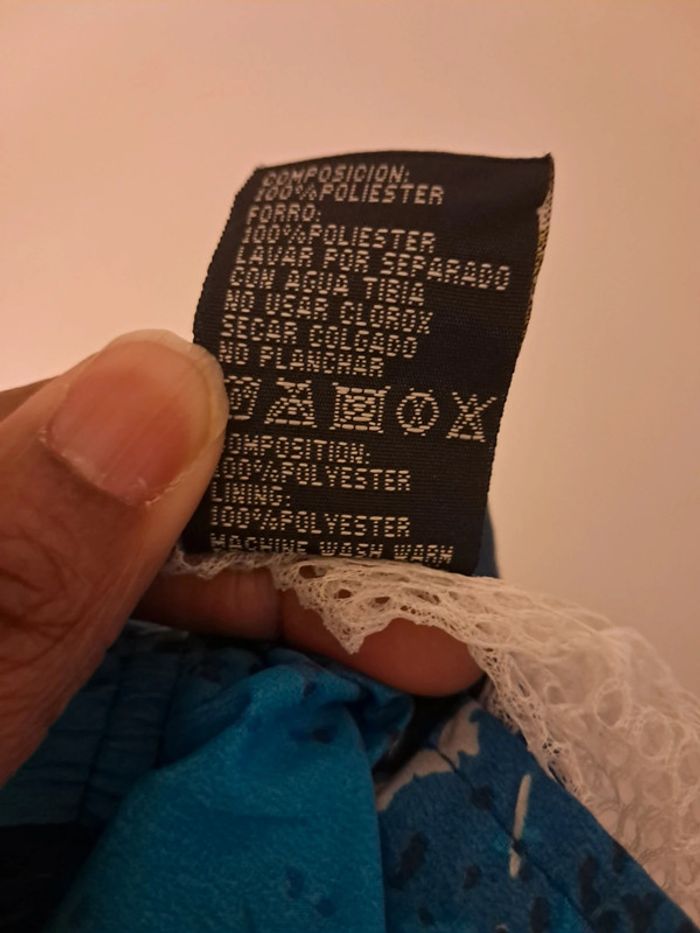 COMPOSICION:
100%POLIESTER
FORRO:
100%POLIESTER
LAVAR POR SEPARADO
CON AGUA TIBIA
NO USAR CLOROX
SECAR COLGADO
NO PLANCHAR
COMPOSITION:
100%POLYESTER
LINING:
100%POLYESTER
MACHINE WASH WARM